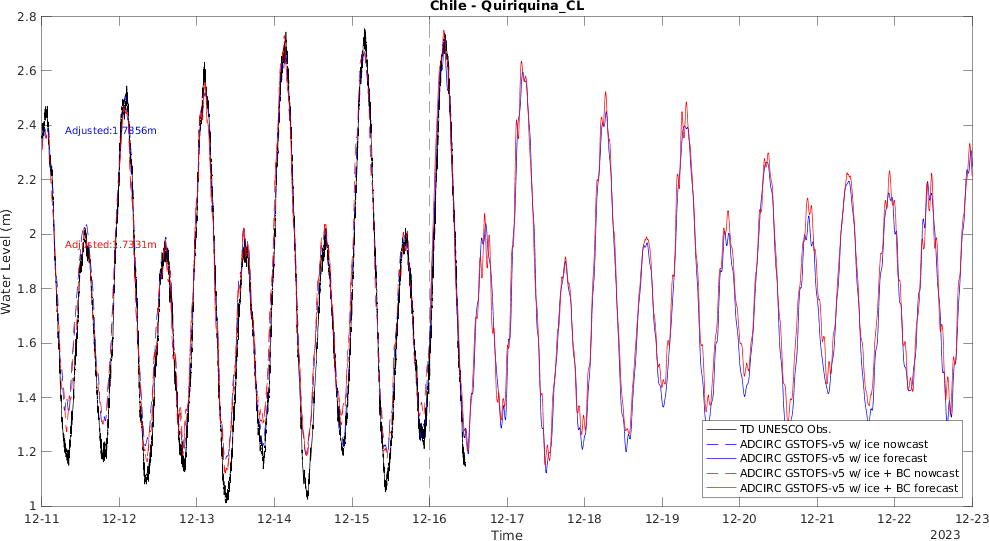 Chile - Quiriquina_CL
2.8
2.6
2.4
2.2
2
1.8
1.6
1.4
1.2
1
Water Level (m)
Adjusted:1.7856m
Adjusted:1.7331m
TD UNESCO Obs.
ADCIRC GSTOFS-v5 w/ ice nowcast
ADCIRC GSTOFS-v5 w/ ice forecast
ADCIRC GSTOFS-v5 w/ ice + BC nowcast
ADCIRC GSTOFS-v5 w/ ice + BC forecast
12-11 12-12 12-13 12-14 12-15 12-16 12-17 12-18 12-19 12-20 12-21 12-22 12-23
Time
2023